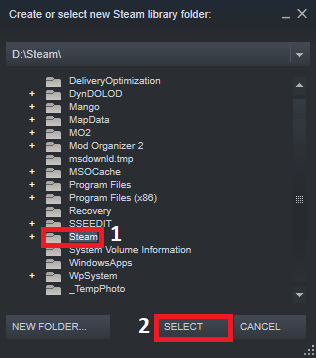 Create or select new Steam library folder:
D:\Steam\
DeliveryOptimization
DynDOLOD
Mango
MapData
MO2
Mod Organizer 2
msdownld.tmp
MSOCache
Program Files
Program Files (x86)
Recovery
SSEEDIT
Steam 1
System Volume Information
WindowsApps
WpSystem
_TempPhoto
NEW FOLDER... 2 SELECT CANCEL